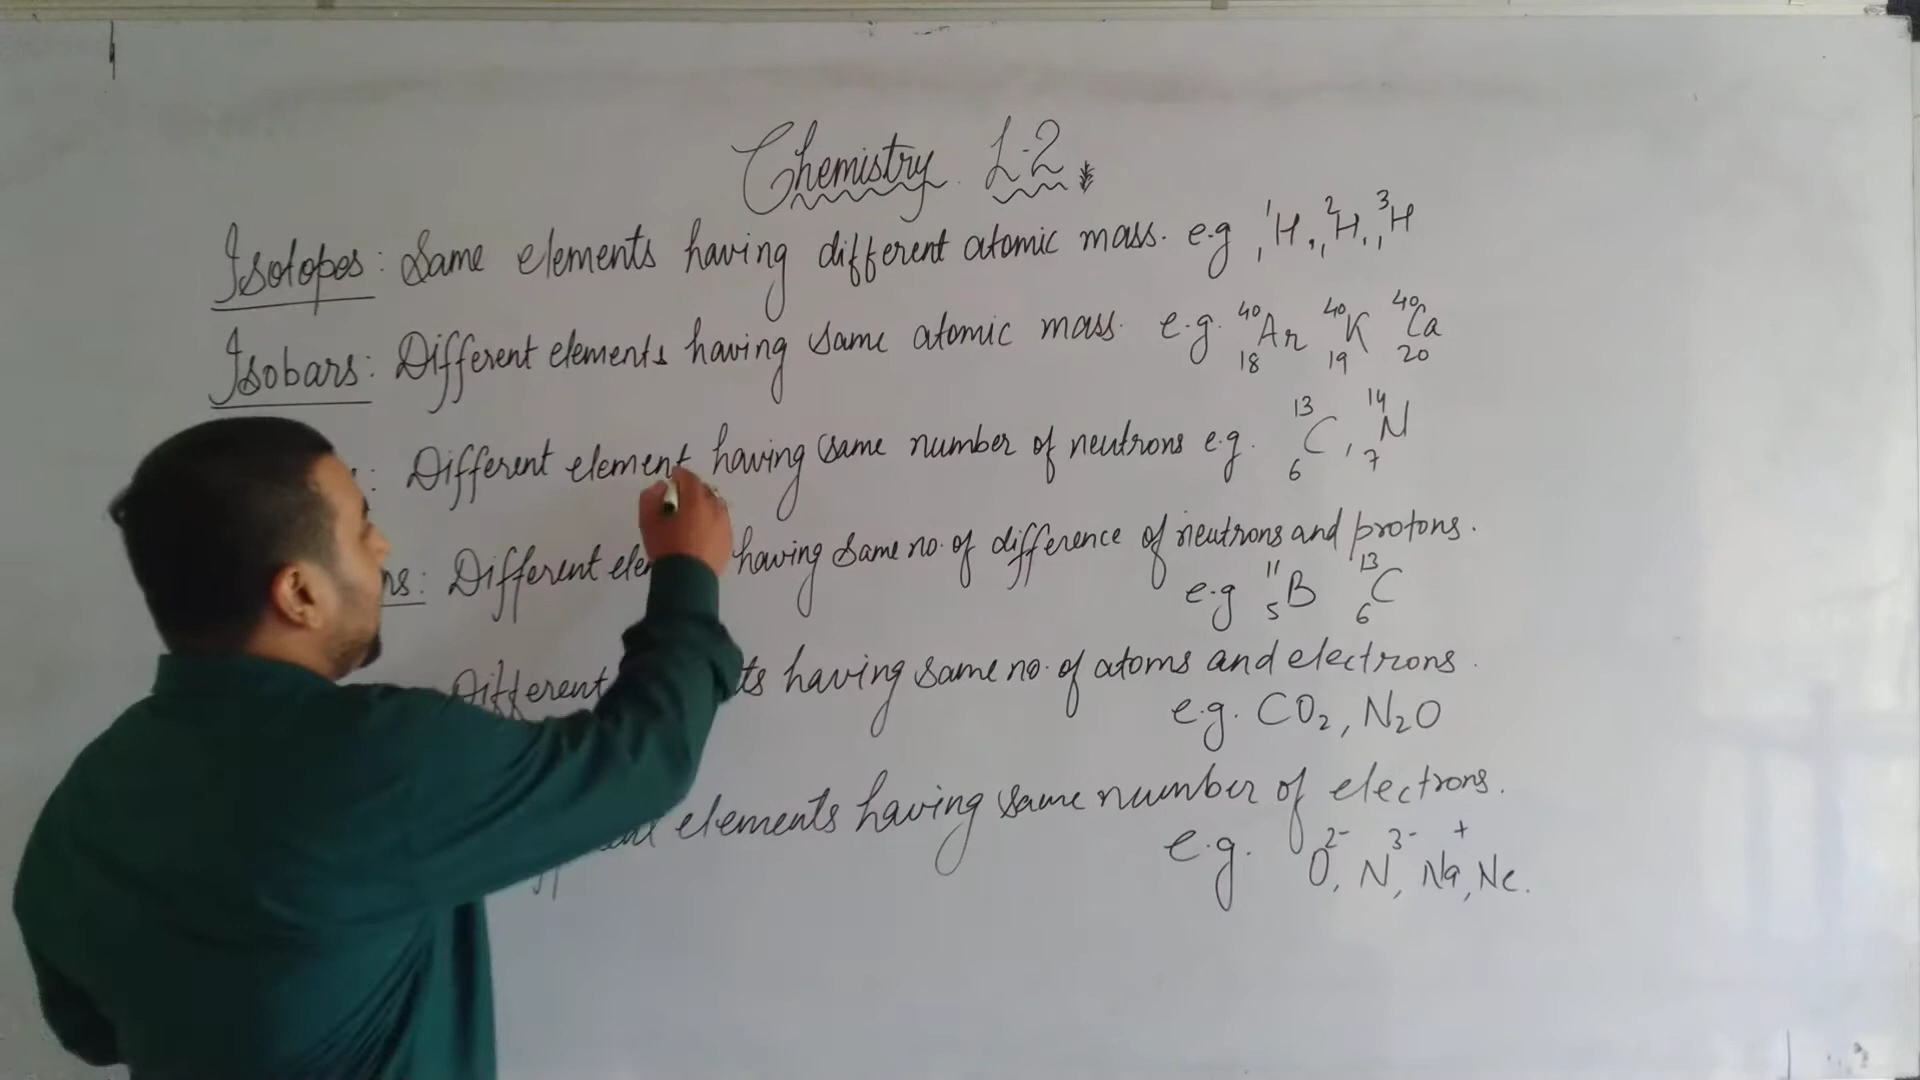 Chemistry L-2.
Isotopes: Same elements having different atomic mass. e.g ¹₁H, ²₁H, ³₁H
Isobars: Different elements having same atomic mass. e.g. ⁴⁰₁₈Ar ⁴⁰₁₉K ⁴⁰₂₀Ca
: Different element having same number of neutrons e.g. ¹³₆C, ¹⁴₇N
ns: Different ele having same no. of difference of neutrons and protons.
e.g ¹¹₅B ¹³₆C
Different ts having same no. of atoms and electrons.
e.g. CO₂, N₂O
elements having same number of electrons.
e.g. O²⁻, N³⁻, Na⁺, Ne.